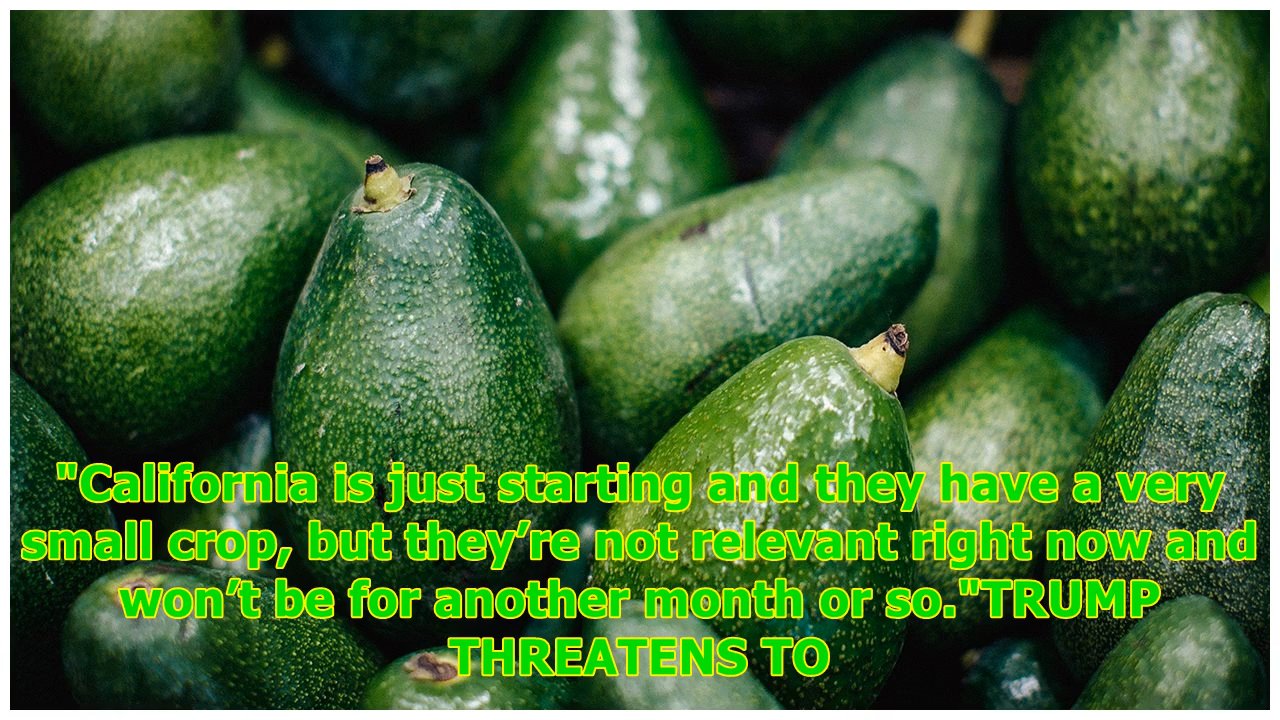 "California is just starting and they have a very
small crop, but they’re not relevant right now and
won’t be for another month or so."TRUMP
THREATENS TO